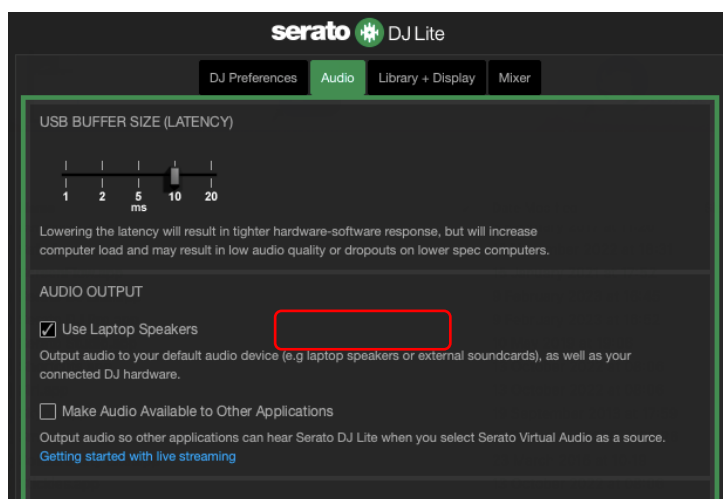 serato DJ Lite
DJ Preferences Audio Library + Display Mixer
USB BUFFER SIZE (LATENCY)
1 2 5 10 20
ms
Lowering the latency will result in tighter hardware-software response, but will increase
computer load and may result in low audio quality or dropouts on lower spec computers.
AUDIO OUTPUT
Use Laptop Speakers
Output audio to your default audio device (e.g laptop speakers or external soundcards), as well as your
connected DJ hardware.
Make Audio Available to Other Applications
Output audio so other applications can hear Serato DJ Lite when you select Serato Virtual Audio as a source.
Getting started with live streaming